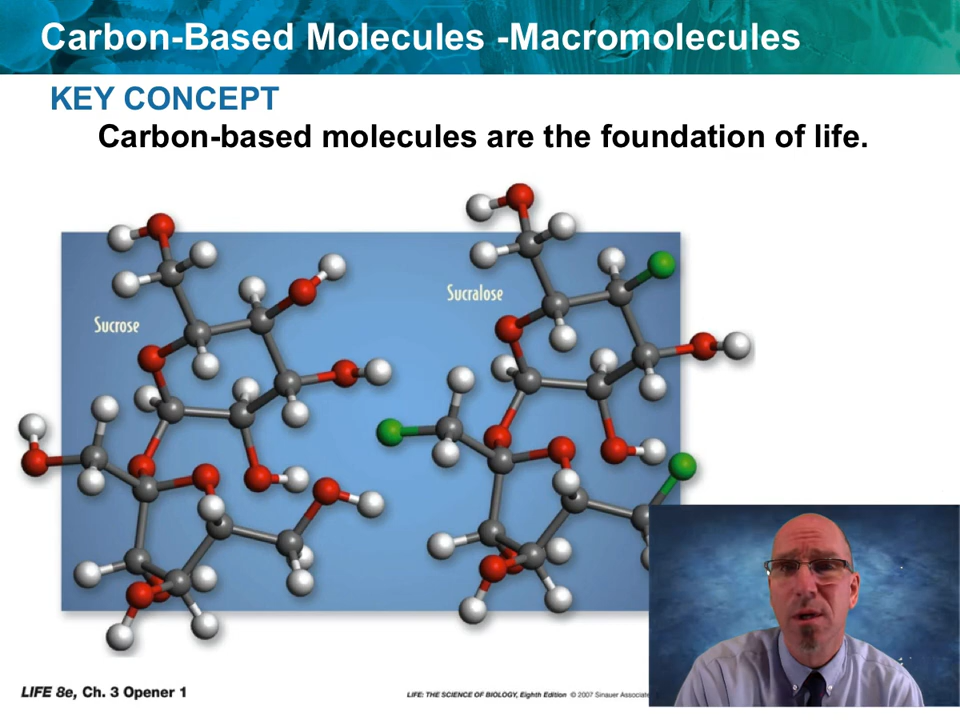 Carbon-Based Molecules -Macromolecules
KEY CONCEPT
Carbon-based molecules are the foundation of life.
Sucrose
Sucralose
LIFE 8e, Ch. 3 Opener 1
LIFE: THE SCIENCE OF BIOLOGY, Eighth Edition © 2007 Sinauer Associate